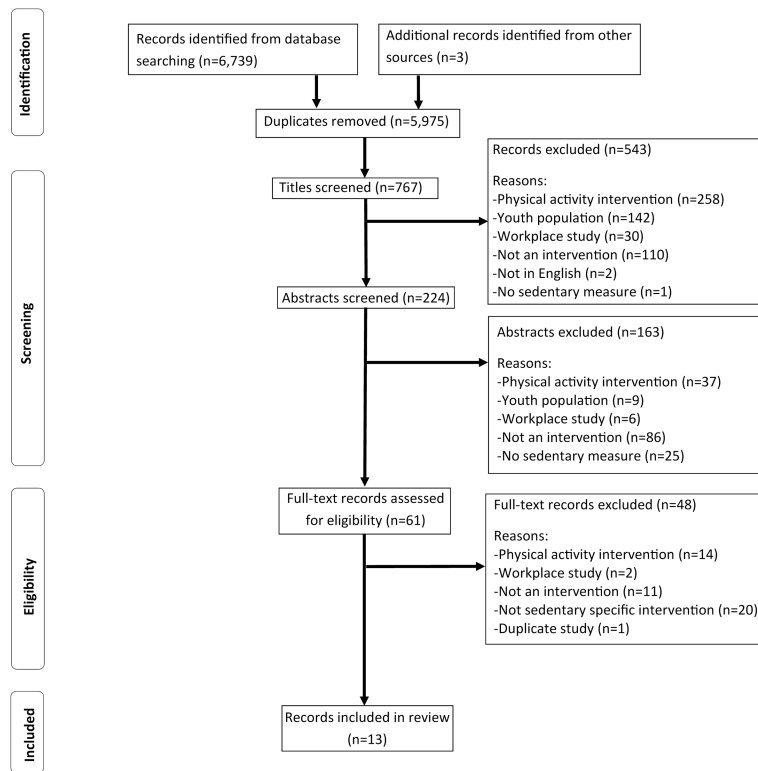 Identification
Records identified from database
searching (n=6,739)
Additional records identified from other
sources (n=3)
Duplicates removed (n=5,975)
Screening
Titles screened (n=767)
Records excluded (n=543)
Reasons:
-Physical activity intervention (n=258)
-Youth population (n=142)
-Workplace study (n=30)
-Not an intervention (n=110)
-Not in English (n=2)
-No sedentary measure (n=1)
Abstracts screened (n=224)
Abstracts excluded (n=163)
Reasons:
-Physical activity intervention (n=37)
-Youth population (n=9)
-Workplace study (n=6)
-Not an intervention (n=86)
-No sedentary measure (n=25)
Eligibility
Full-text records assessed
for eligibility (n=61)
Full-text records excluded (n=48)
Reasons:
-Physical activity intervention (n=14)
-Workplace study (n=2)
-Not an intervention (n=11)
-Not sedentary specific intervention (n=20)
-Duplicate study (n=1)
Included
Records included in review
(n=13)